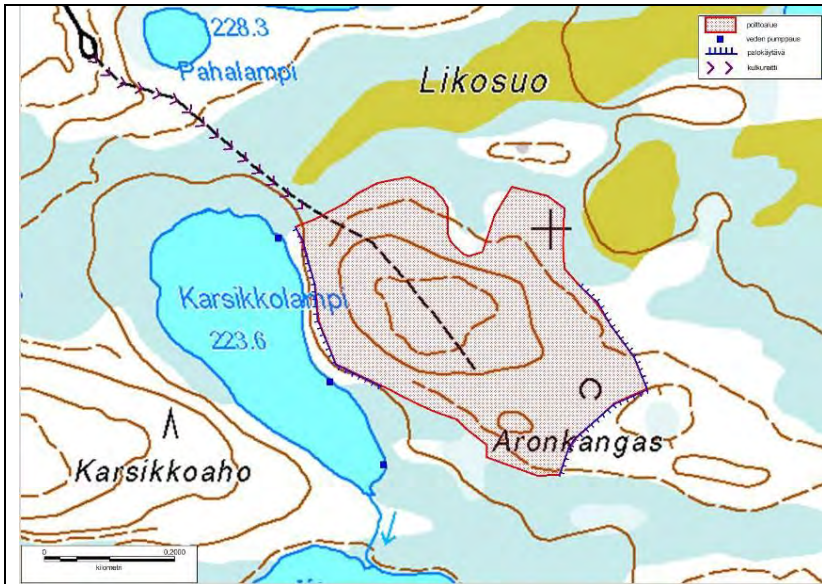 228.3
Pahalampi
Likosuo
polttoalue
veden pumppaus
palokäytävä
kulkureitti
Karsikkolampi
223.6
Aronkangas
Karsikkoaho
0
0,2000
kilometri